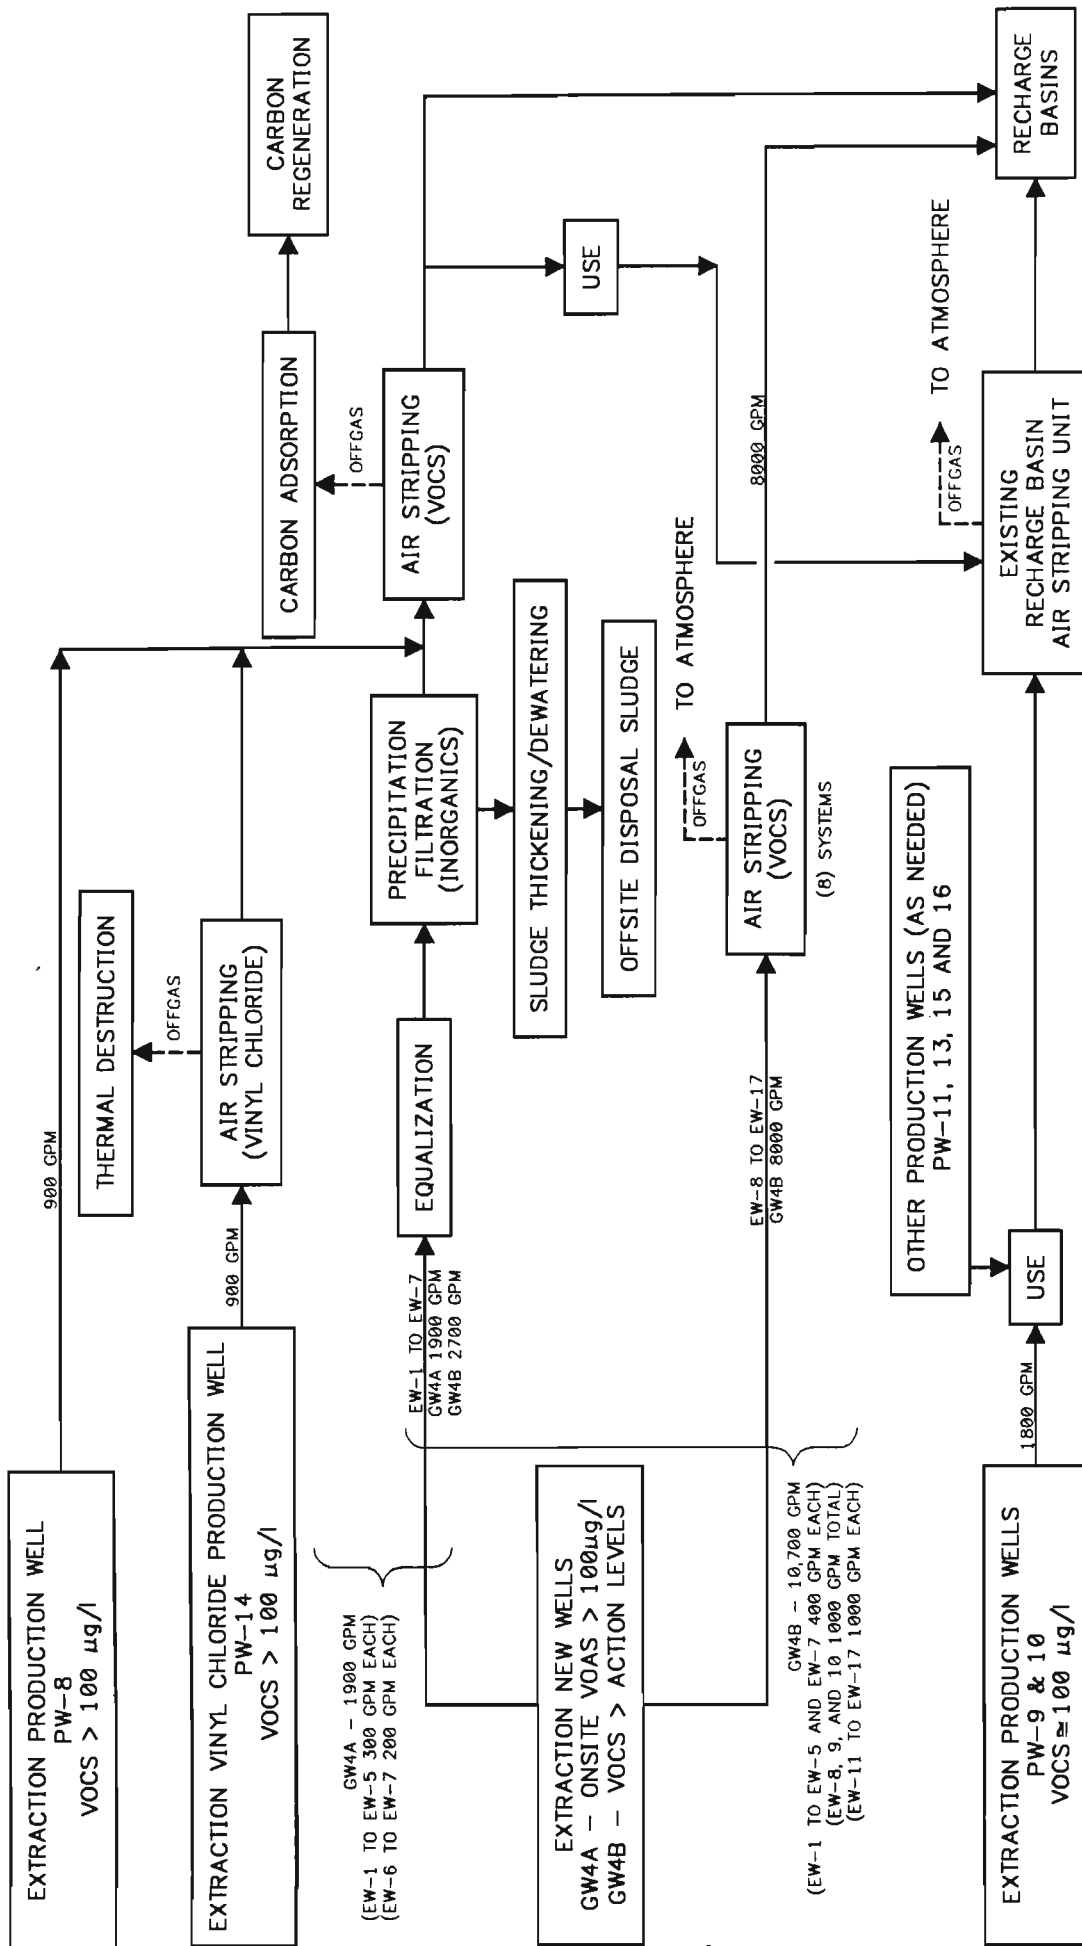 EXTRACTION PRODUCTION WELL
PW-8
VOCS > 100 µg/l
900 GPM
EXTRACTION VINYL CHLORIDE PRODUCTION WELL
PW-14
VOCS > 100 µg/l
900 GPM
AIR STRIPPING
(VINYL CHLORIDE)
OFFGAS
THERMAL DESTRUCTION
GW4A - 1900 GPM
(EW-1 TO EW-5 300 GPM EACH)
(EW-6 TO EW-7 200 GPM EACH)
EW-1 TO EW-7
GW4A 1900 GPM
GW4B 2700 GPM
EQUALIZATION
PRECIPITATION
FILTRATION
(INORGANICS)
SLUDGE THICKENING/DEWATERING
OFFSITE DISPOSAL SLUDGE
AIR STRIPPING
(VOCS)
OFFGAS
CARBON ADSORPTION
CARBON
REGENERATION
USE
EXTRACTION NEW WELLS
GW4A - ONSITE VOAS > 100µg/l
GW4B - VOCS > ACTION LEVELS
GW4B - 10,700 GPM
(EW-1 TO EW-5 AND EW-7 400 GPM EACH)
(EW-8, 9, AND 10 1000 GPM TOTAL)
(EW-11 TO EW-17 1000 GPM EACH)
EW-8 TO EW-17
GW4B 8000 GPM
AIR STRIPPING
(VOCS)
(8) SYSTEMS
OFFGAS
TO ATMOSPHERE
8000 GPM
EXTRACTION PRODUCTION WELLS
PW-9 & 10
VOCS≅100 µg/l
1800 GPM
USE
OTHER PRODUCTION WELLS (AS NEEDED)
PW-11, 13, 15 AND 16
EXISTING
RECHARGE BASIN
AIR STRIPPING UNIT
OFFGAS
TO ATMOSPHERE
RECHARGE
BASINS